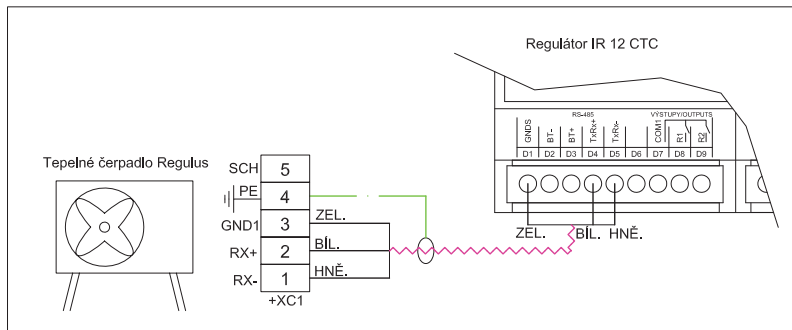 Regulátor IR 12 CTC
RS-485
VÝSTUPY/OUTPUTS
GNDS
BT-
BT+
TxRx+
TxRx-
COM1
R1
R2
D1 D2 D3 D4 D5 D6 D7 D8 D9
ZEL. BÍL. HNĚ.
Tepelné čerpadlo Regulus
SCH 5
PE 4
GND1 3 ZEL.
RX+ 2 BÍL.
RX- 1 HNĚ.
+XC1